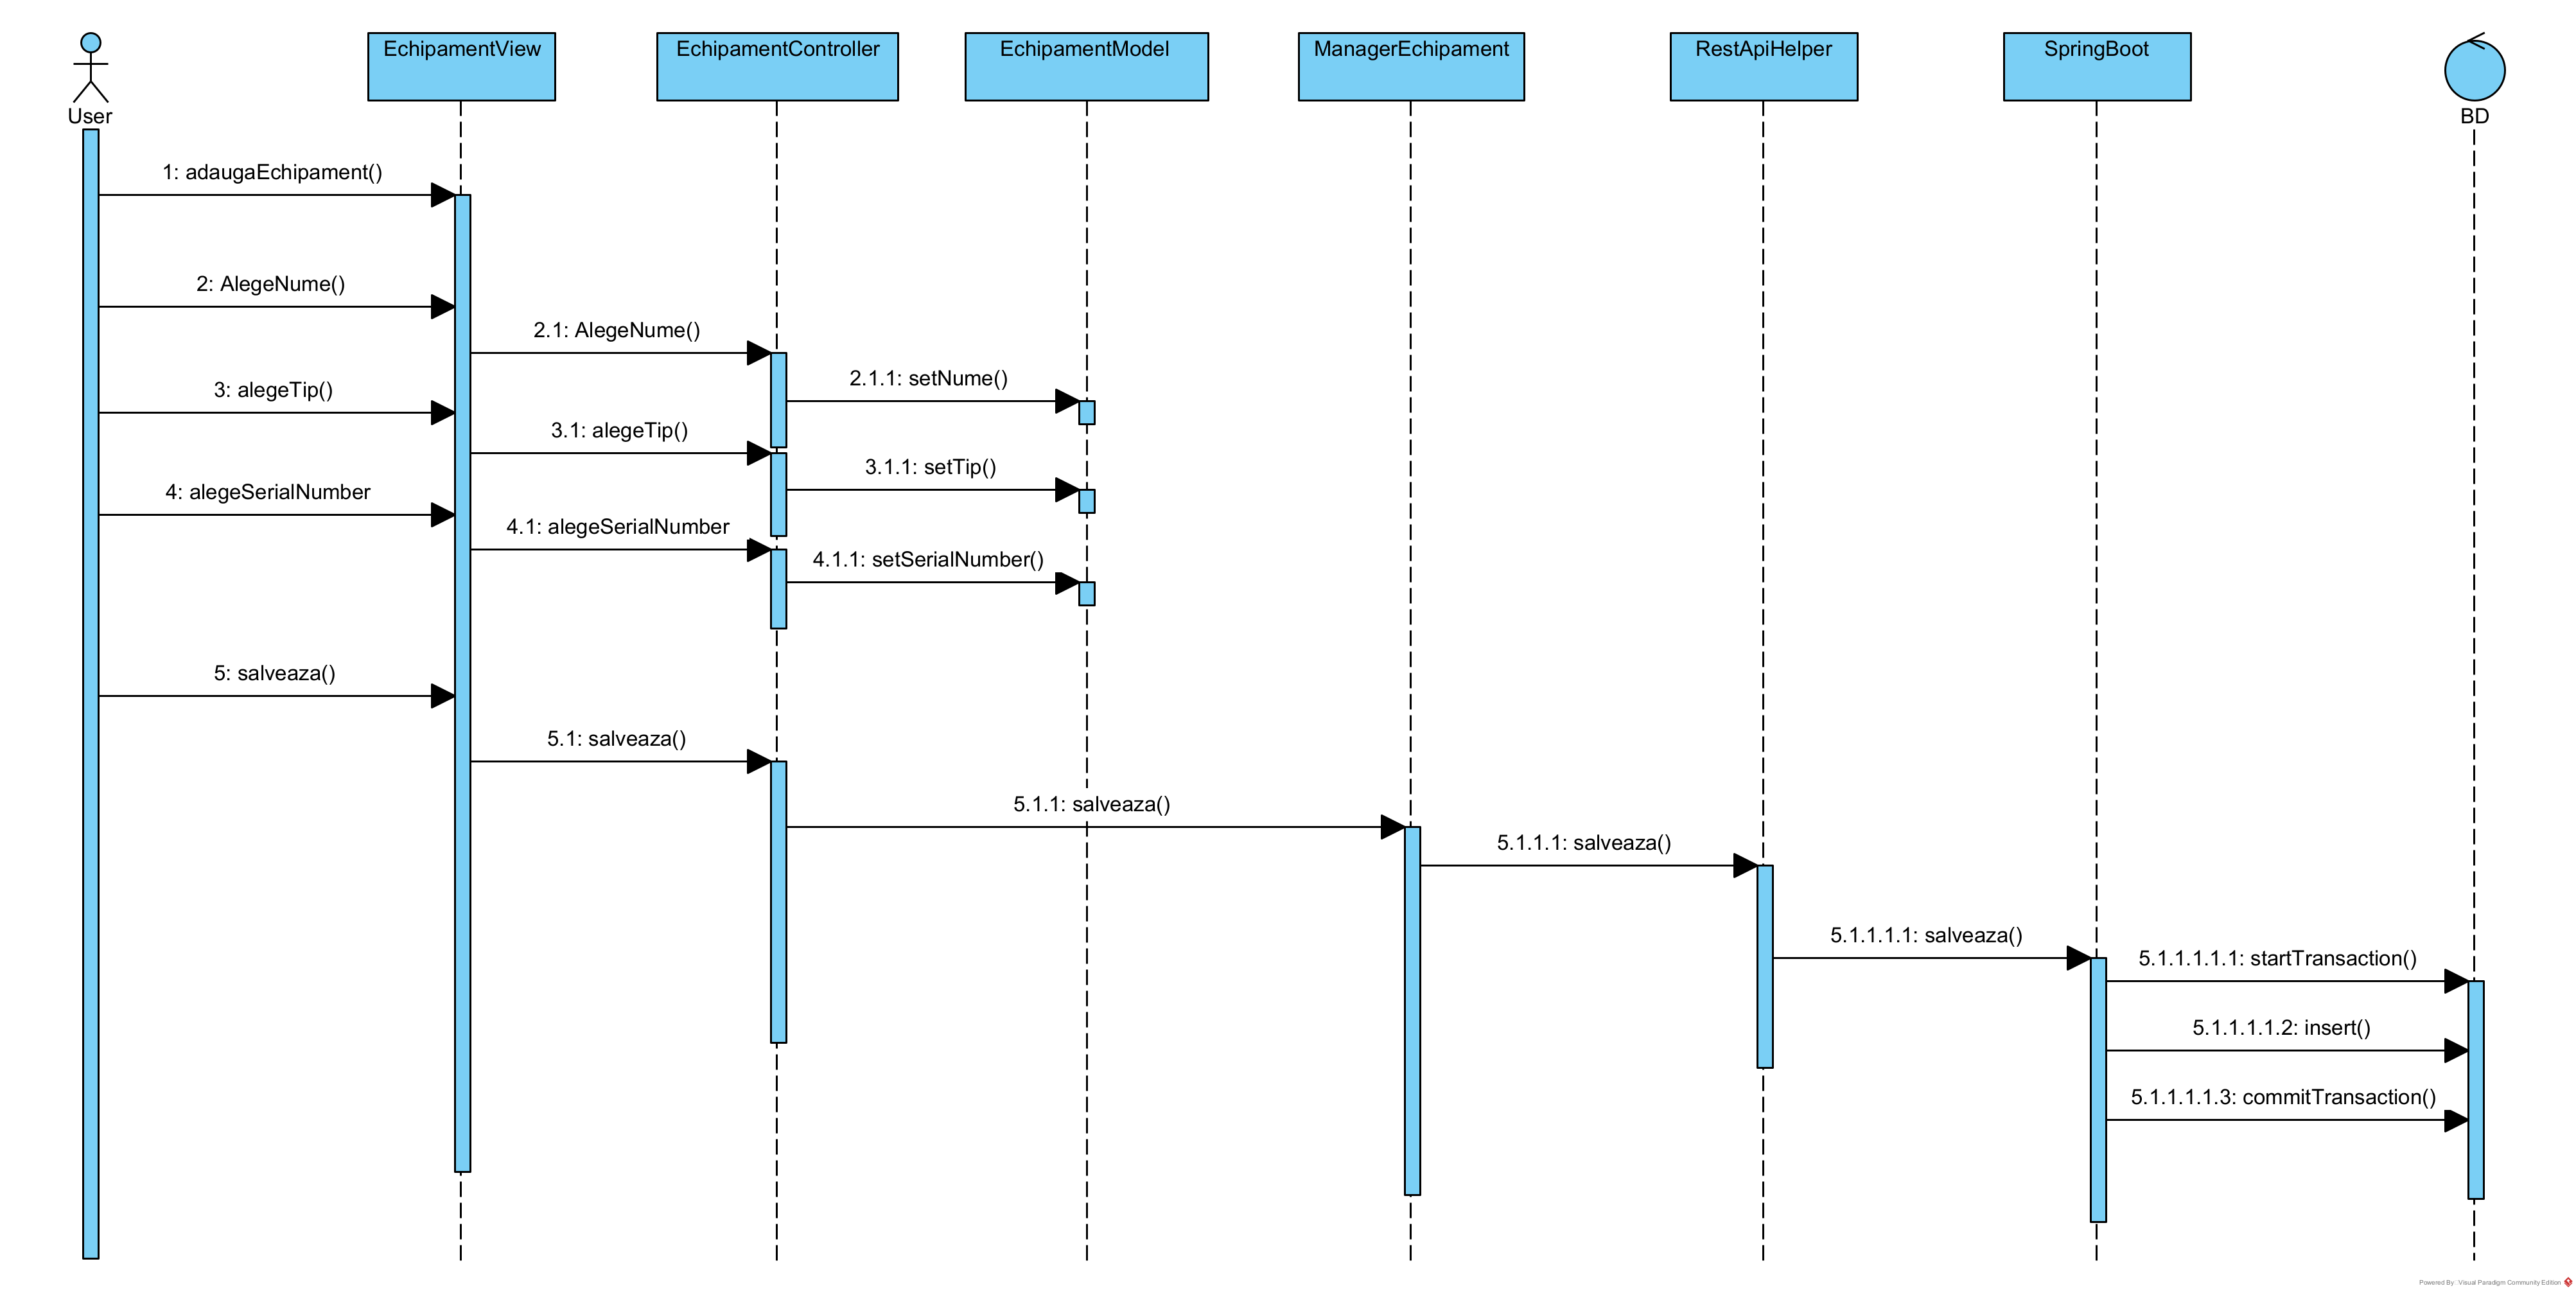 EchipamentView
EchipamentController
EchipamentModel
ManagerEchipament
RestApiHelper
SpringBoot
User
BD
1: adaugaEchipament()
2: AlegeNume()
2.1: AlegeNume()
2.1.1: setNume()
3: alegeTip()
3.1: alegeTip()
3.1.1: setTip()
4: alegeSerialNumber
4.1: alegeSerialNumber
4.1.1: setSerialNumber()
5: salveaza()
5.1: salveaza()
5.1.1: salveaza()
5.1.1.1: salveaza()
5.1.1.1.1: salveaza()
5.1.1.1.1.1: startTransaction()
5.1.1.1.1.2: insert()
5.1.1.1.1.3: commitTransaction()
Powered By: Visual Paradigm Community Edition